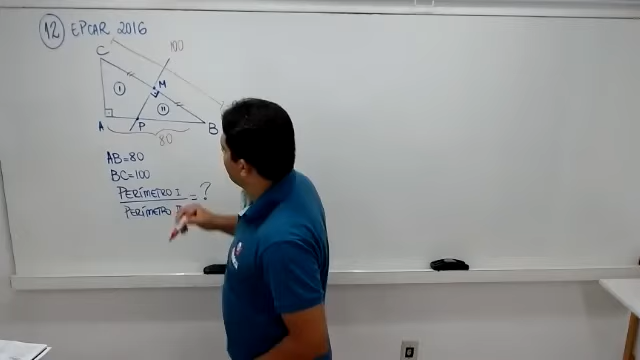 12 EPCAR 2016
100
C
M
I
II
A
P
B
80
AB=80
BC=100
PERÍMETRO I
PERÍMETRO II
= ?